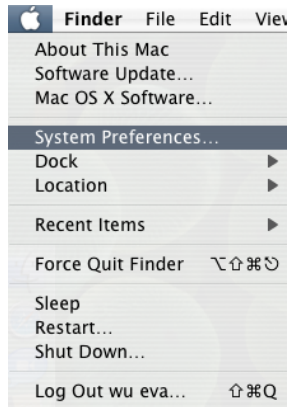 Finder File Edit View
About This Mac
Software Update...
Mac OS X Software...
System Preferences...
Dock
Location
Recent Items
Force Quit Finder ⌥⇧⌘⎋
Sleep
Restart...
Shut Down...
Log Out wu eva... ⇧⌘Q